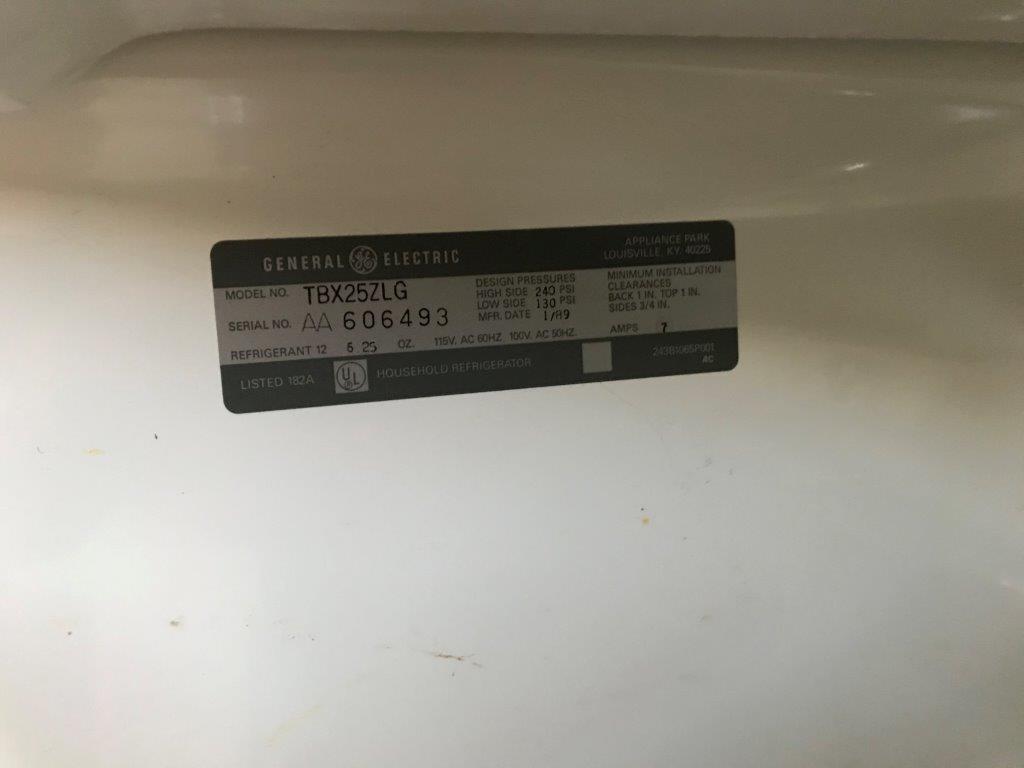 GENERAL GE ELECTRIC
APPLIANCE PARK
LOUISVILLE, KY. 40225
MODEL NO. TBX25ZLG
SERIAL NO. AA 606493
DESIGN PRESSURES
HIGH SIDE 240 PSI
LOW SIDE 130 PSI
MFR. DATE 1/89
MINIMUM INSTALLATION
CLEARANCES
BACK 1 IN. TOP 1 IN.
SIDES 3/4 IN.
REFRIGERANT 12 6.25 OZ. 115V. AC 60HZ. 100V. AC 50HZ. AMPS 7
LISTED 182A UL HOUSEHOLD REFRIGERATOR
243B1065P001
AC